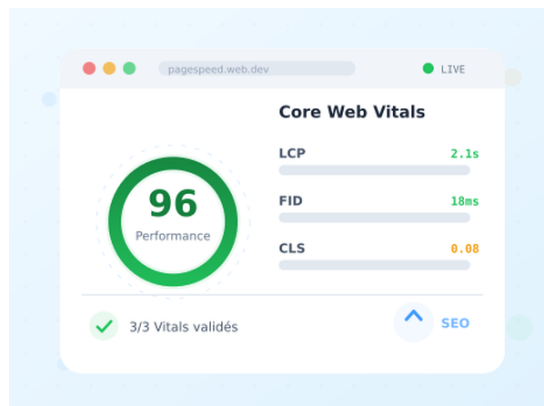 pagespeed.web.dev
LIVE
Core Web Vitals
LCP 2.1s
FID 18ms
CLS 0.08
96
Performance
3/3 Vitals validés
SEO